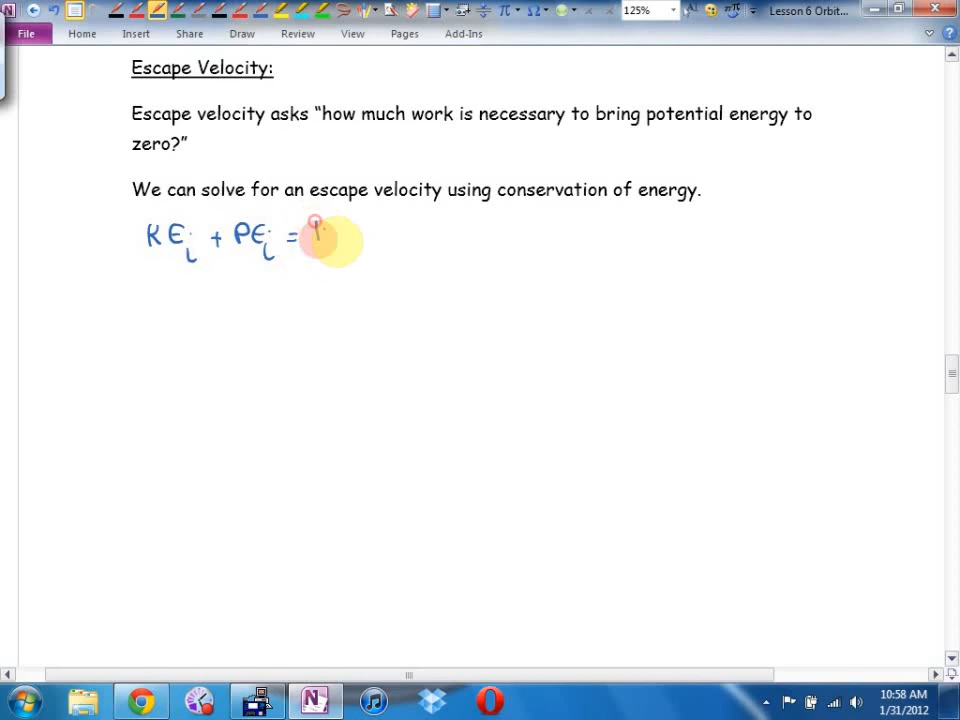 125%
Lesson 6 Orbit...
File Home Insert Share Draw Review View Pages Add-Ins
Escape Velocity:
Escape velocity asks “how much work is necessary to bring potential energy to
zero?”
We can solve for an escape velocity using conservation of energy.
KEi + PEi =
10:58 AM
1/31/2012